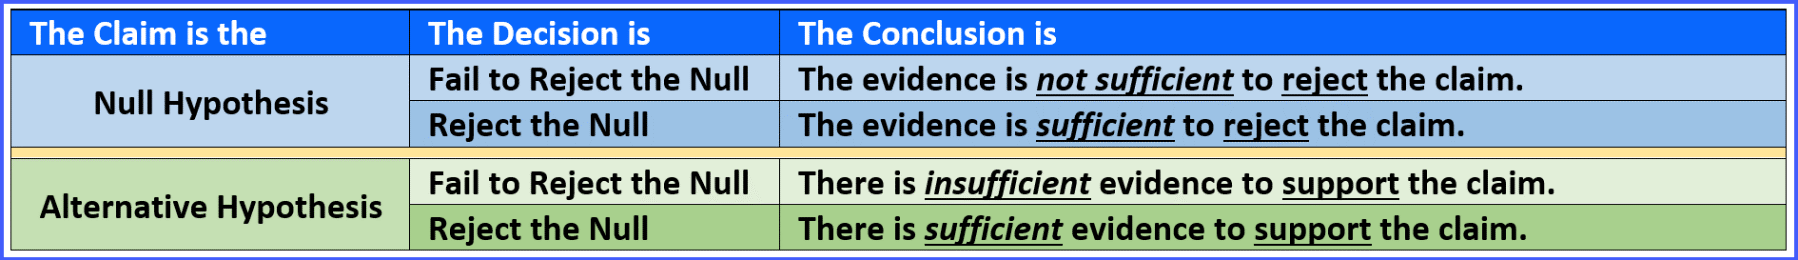 The Claim is the The Decision is The Conclusion is
Null Hypothesis
Fail to Reject the Null The evidence is not sufficient to reject the claim.
Reject the Null The evidence is sufficient to reject the claim.
Alternative Hypothesis
Fail to Reject the Null There is insufficient evidence to support the claim.
Reject the Null There is sufficient evidence to support the claim.